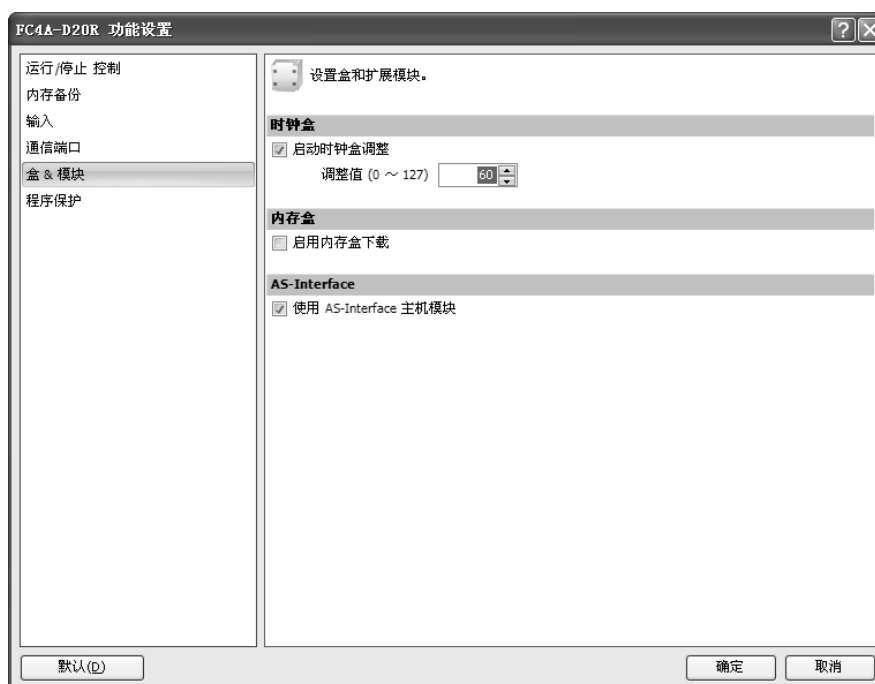 FC4A-D20R 功能设置
运行/停止 控制
内存备份
输入
通信端口
盒 & 模块
程序保护
设置盒和扩展模块。
时钟盒
启动时钟盒调整
调整值 (0 ～ 127) 60
内存盒
启用内存盒下载
AS-Interface
使用 AS-Interface 主机模块
默认(D)
确定
取消